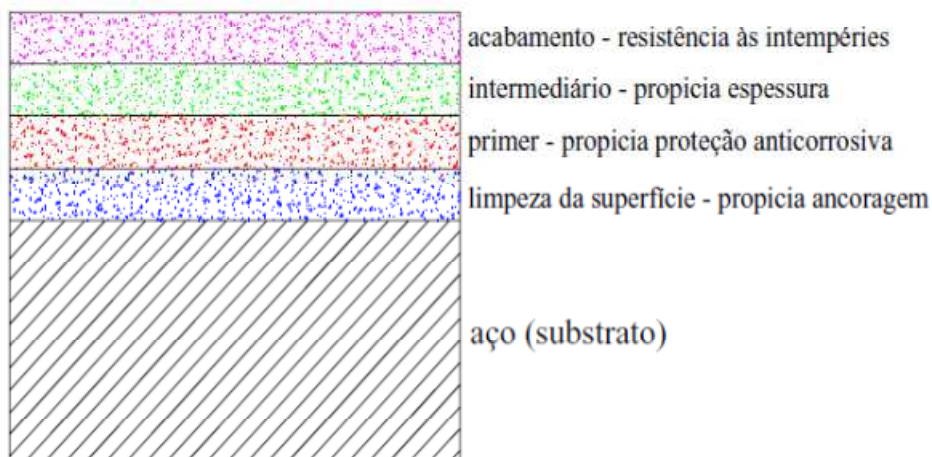 acabamento - resistência às intempéries
intermediário - propicia espessura
primer - propicia proteção anticorrosiva
limpeza da superfície - propicia ancoragem
aço (substrato)